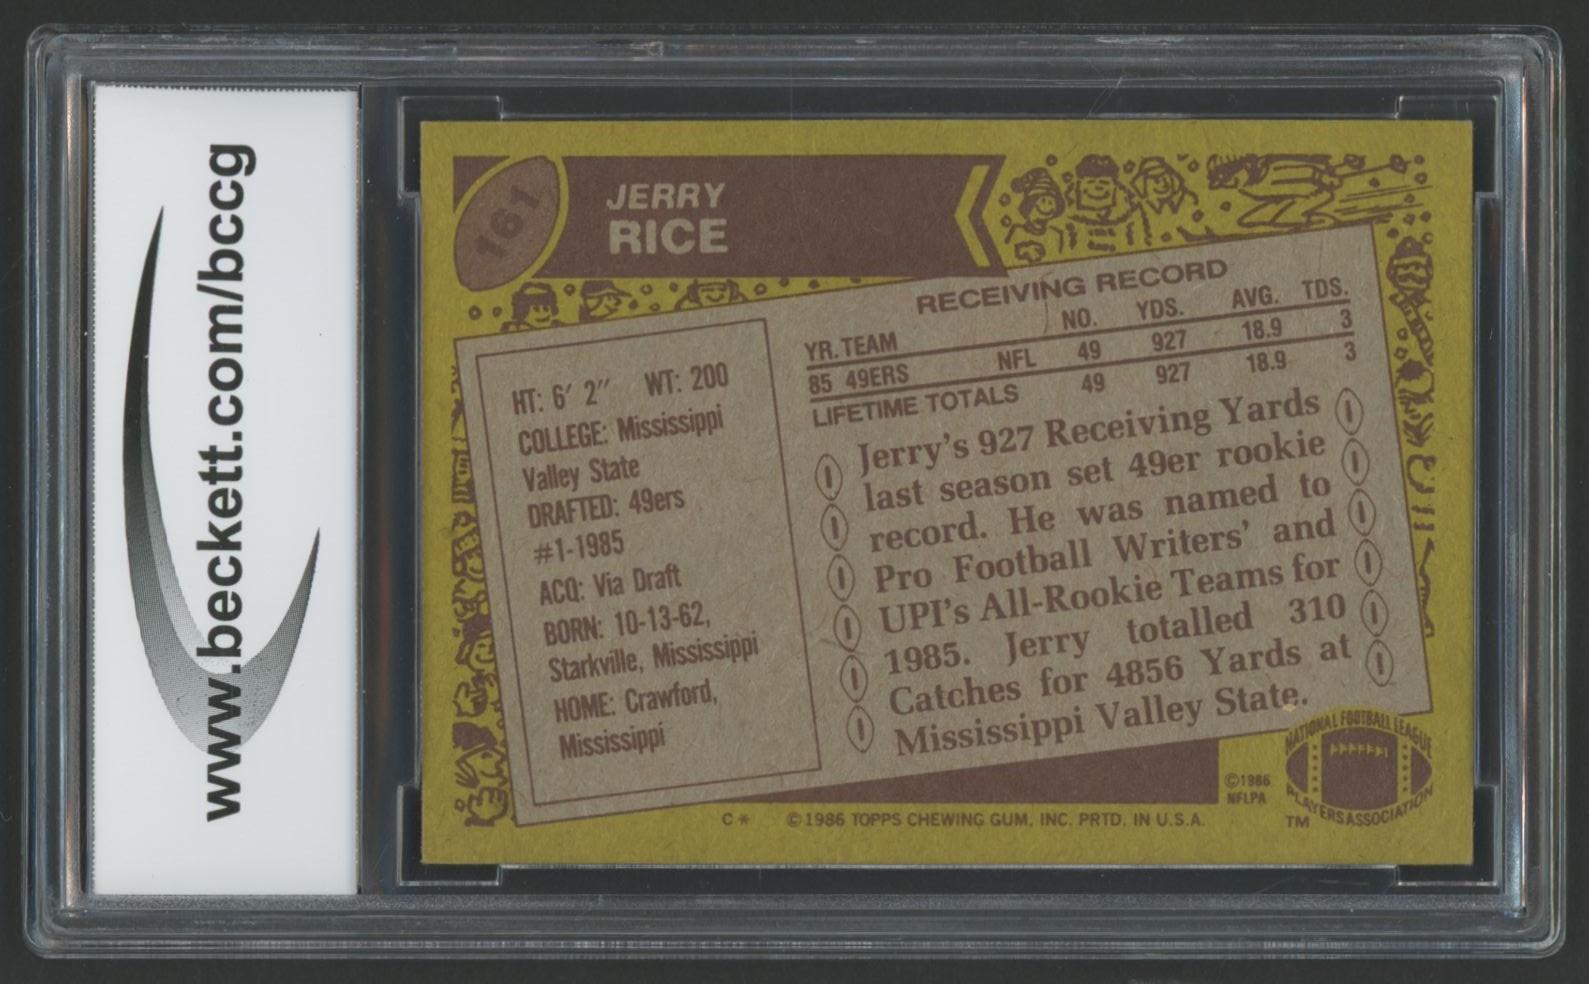 www.beckett.com/bccg
161
JERRY
RICE
RECEIVING RECORD
YR. TEAM NO. YDS. AVG. TDS.
85 49ERS NFL 49 927 18.9 3
LIFETIME TOTALS 49 927 18.9 3
HT: 6′ 2″ WT: 200
COLLEGE: Mississippi
Valley State
DRAFTED: 49ers
#1-1985
ACQ: Via Draft
BORN: 10-13-62,
Starkville, Mississippi
HOME: Crawford,
Mississippi
Jerry's 927 Receiving Yards
last season set 49er rookie
record. He was named to
Pro Football Writers' and
UPI's All-Rookie Teams for
1985. Jerry totalled 310
Catches for 4856 Yards at
Mississippi Valley State.
NATIONAL FOOTBALL LEAGUE
PLAYERS ASSOCIATION
TM
©1986
NFLPA
C* ©1986 TOPPS CHEWING GUM, INC. PRTD. IN U.S.A.